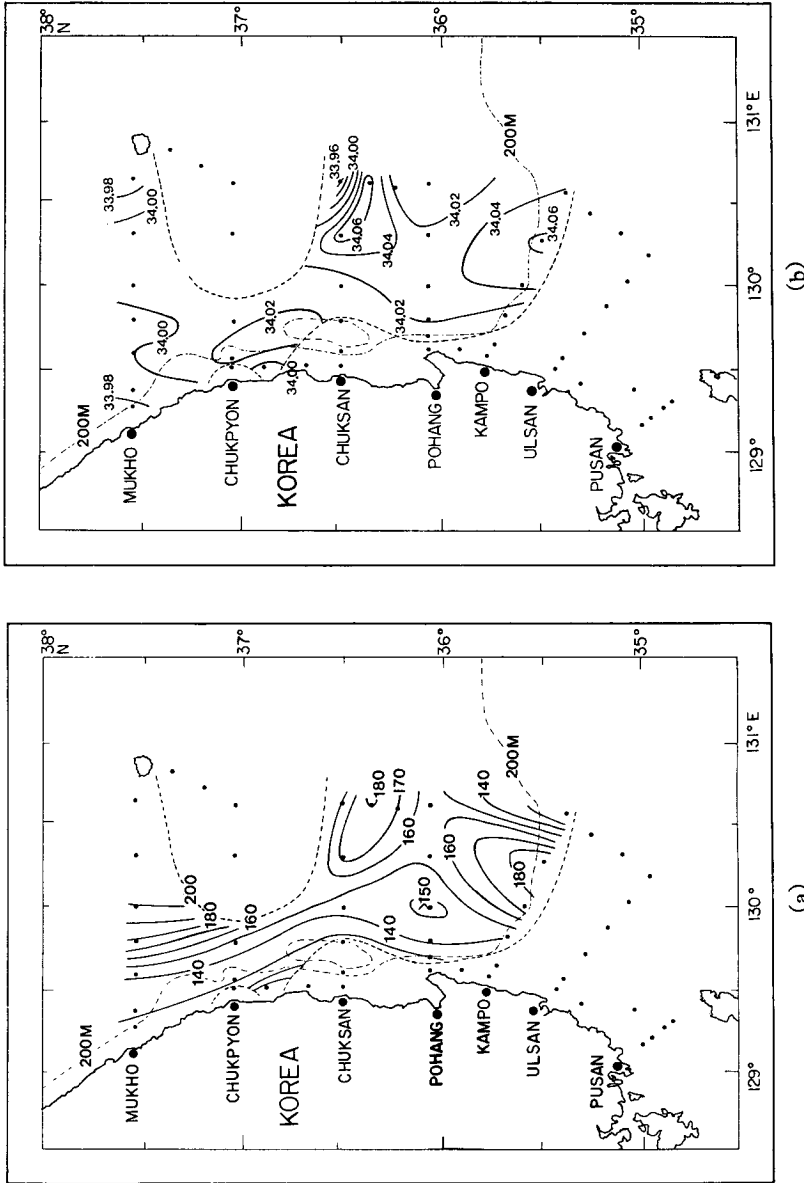 38°
N
37°
36°
35°
129°
130°
131°E
200M
MUKHO
CHUKPYON
KOREA
CHUKSAN
POHANG
KAMPO
ULSAN
PUSAN
200
180
160
140
180
170
160
150
140
140
160
180
200M
(a)
38°
N
37°
36°
35°
129°
130°
131°E
200M
MUKHO
CHUKPYON
KOREA
CHUKSAN
POHANG
KAMPO
ULSAN
PUSAN
33.98
34.00
33.98
34.00
34.02
34.00
33.96
34.00
34.06
34.04
34.02
34.02
34.04
34.06
200M
(b)